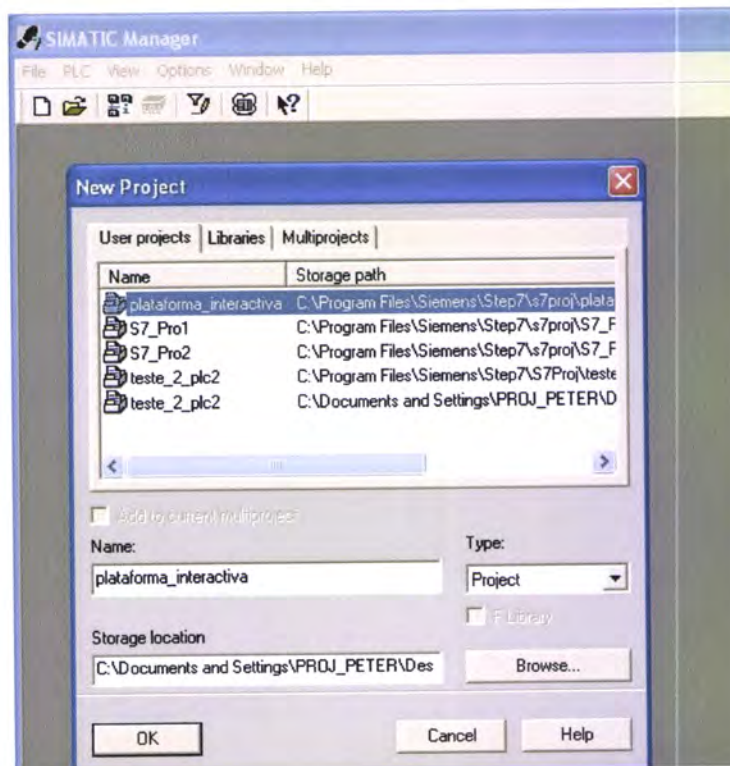 SIMATIC Manager
File PLC View Options Window Help
New Project
User projects Libraries Multiprojects
Name Storage path
plataforma_interactiva C:\Program Files\Siemens\Step7\s7proj\plata
S7_Pro1 C:\Program Files\Siemens\Step7\s7proj\S7_F
S7_Pro2 C:\Program Files\Siemens\Step7\s7proj\S7_F
teste_2_plc2 C:\Program Files\Siemens\Step7\S7Proj\teste
teste_2_plc2 C:\Documents and Settings\PROJ_PETER\D
Add to current multiproject
Name: Type:
plataforma_interactiva Project
F Library
Storage location
C:\Documents and Settings\PROJ_PETER\Des Browse...
OK Cancel Help